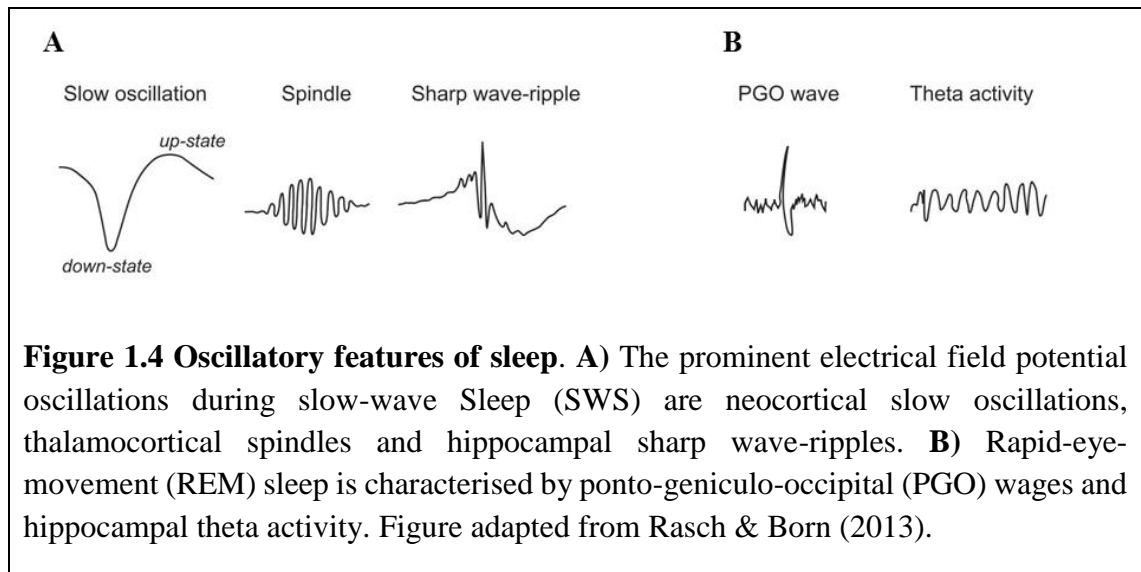 A
B
Slow oscillation
Spindle
Sharp wave-ripple
PGO wave
Theta activity
up-state
down-state
Figure 1.4 Oscillatory features of sleep. A) The prominent electrical field potential
oscillations during slow-wave Sleep (SWS) are neocortical slow oscillations,
thalamocortical spindles and hippocampal sharp wave-ripples. B) Rapid-eye-
movement (REM) sleep is characterised by ponto-geniculo-occipital (PGO) wages and
hippocampal theta activity. Figure adapted from Rasch & Born (2013).